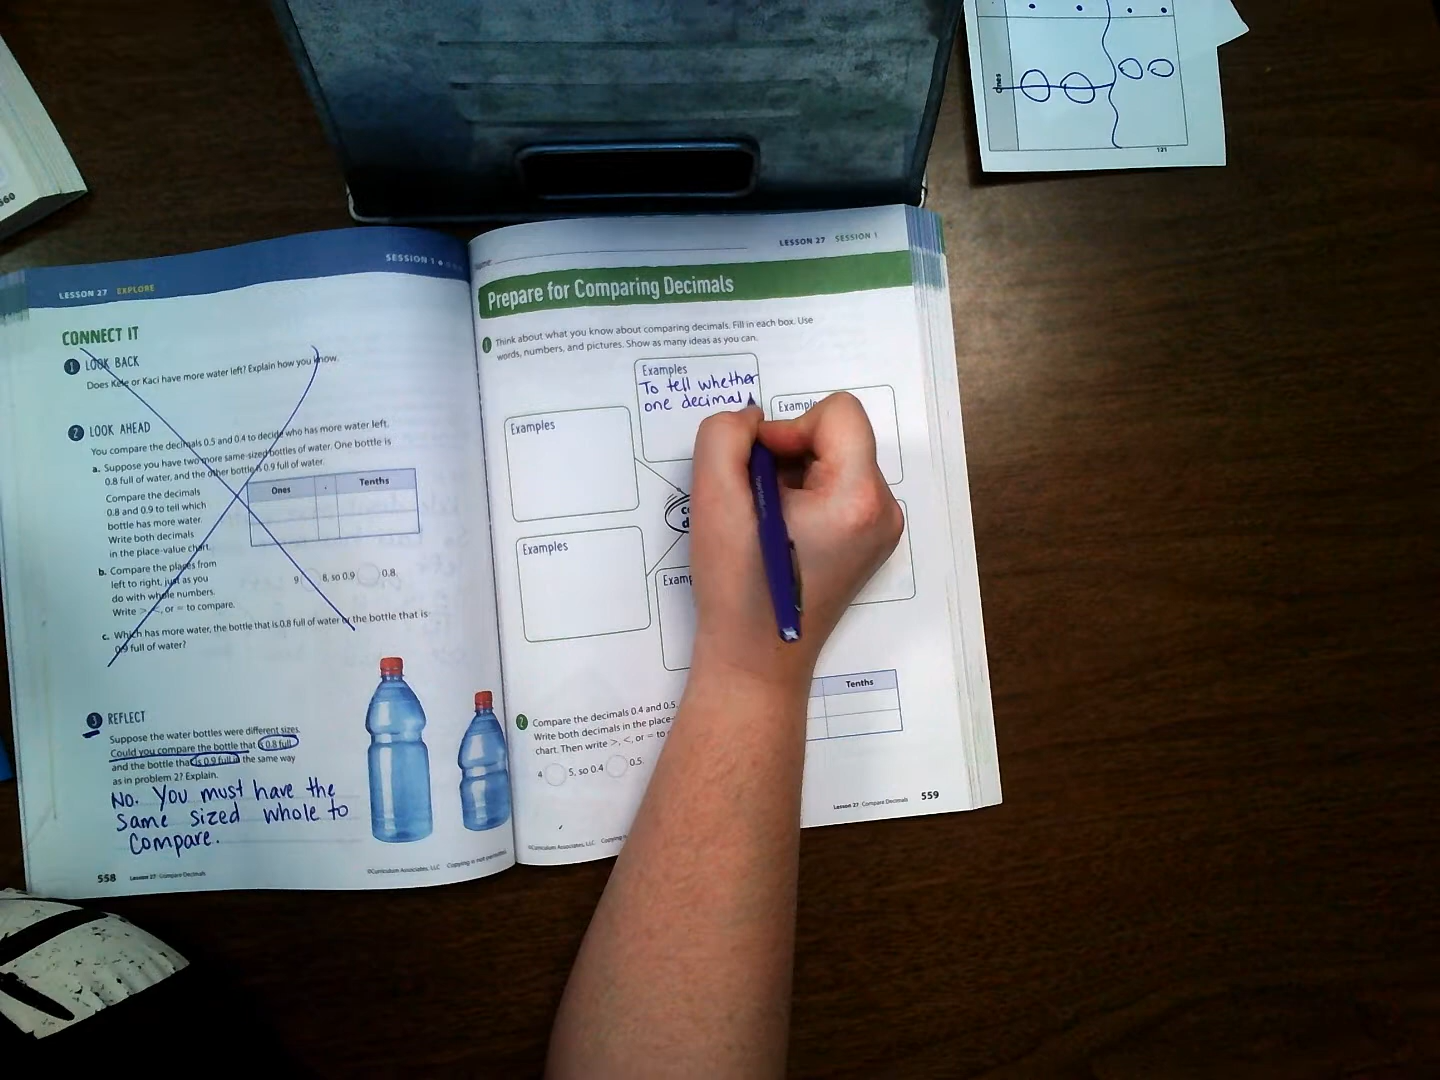 560
Ones
121
LESSON 27 EXPLORE
SESSION 1
CONNECT IT
1 LOOK BACK
Does Kele or Kaci have more water left? Explain how you know.
2 LOOK AHEAD
You compare the decimals 0.5 and 0.4 to decide who has more water left.
a. Suppose you have two more same-sized bottles of water. One bottle is
0.8 full of water, and the other bottle is 0.9 full of water.
Compare the decimals
0.8 and 0.9 to tell which
bottle has more water.
Write both decimals
in the place-value chart.
Ones . Tenths
b. Compare the places from
left to right, just as you
do with whole numbers.
Write >, <, or = to compare.
9 8, so 0.9 0.8.
c. Which has more water, the bottle that is 0.8 full of water or the bottle that is
0.9 full of water?
3 REFLECT
Suppose the water bottles were different sizes.
Could you compare the bottle that is 0.8 full
and the bottle that is 0.9 full in the same way
as in problem 2? Explain.
No. You must have the
same sized whole to
compare.
558 Lesson 27 Compare Decimals
©Curriculum Associates, LLC Copying is not permitted.
Name
LESSON 27 SESSION 1
Prepare for Comparing Decimals
1 Think about what you know about comparing decimals. Fill in each box. Use
words, numbers, and pictures. Show as many ideas as you can.
Examples
To tell whether
one decimal
Examples
Examples
Examples
2 Compare the decimals 0.4 and 0.5.
Write both decimals in the place-
chart. Then write >, <, or = to
Tenths
4 5, so 0.4 0.5.
©Curriculum Associates, LLC
Lesson 27 Compare Decimals 559